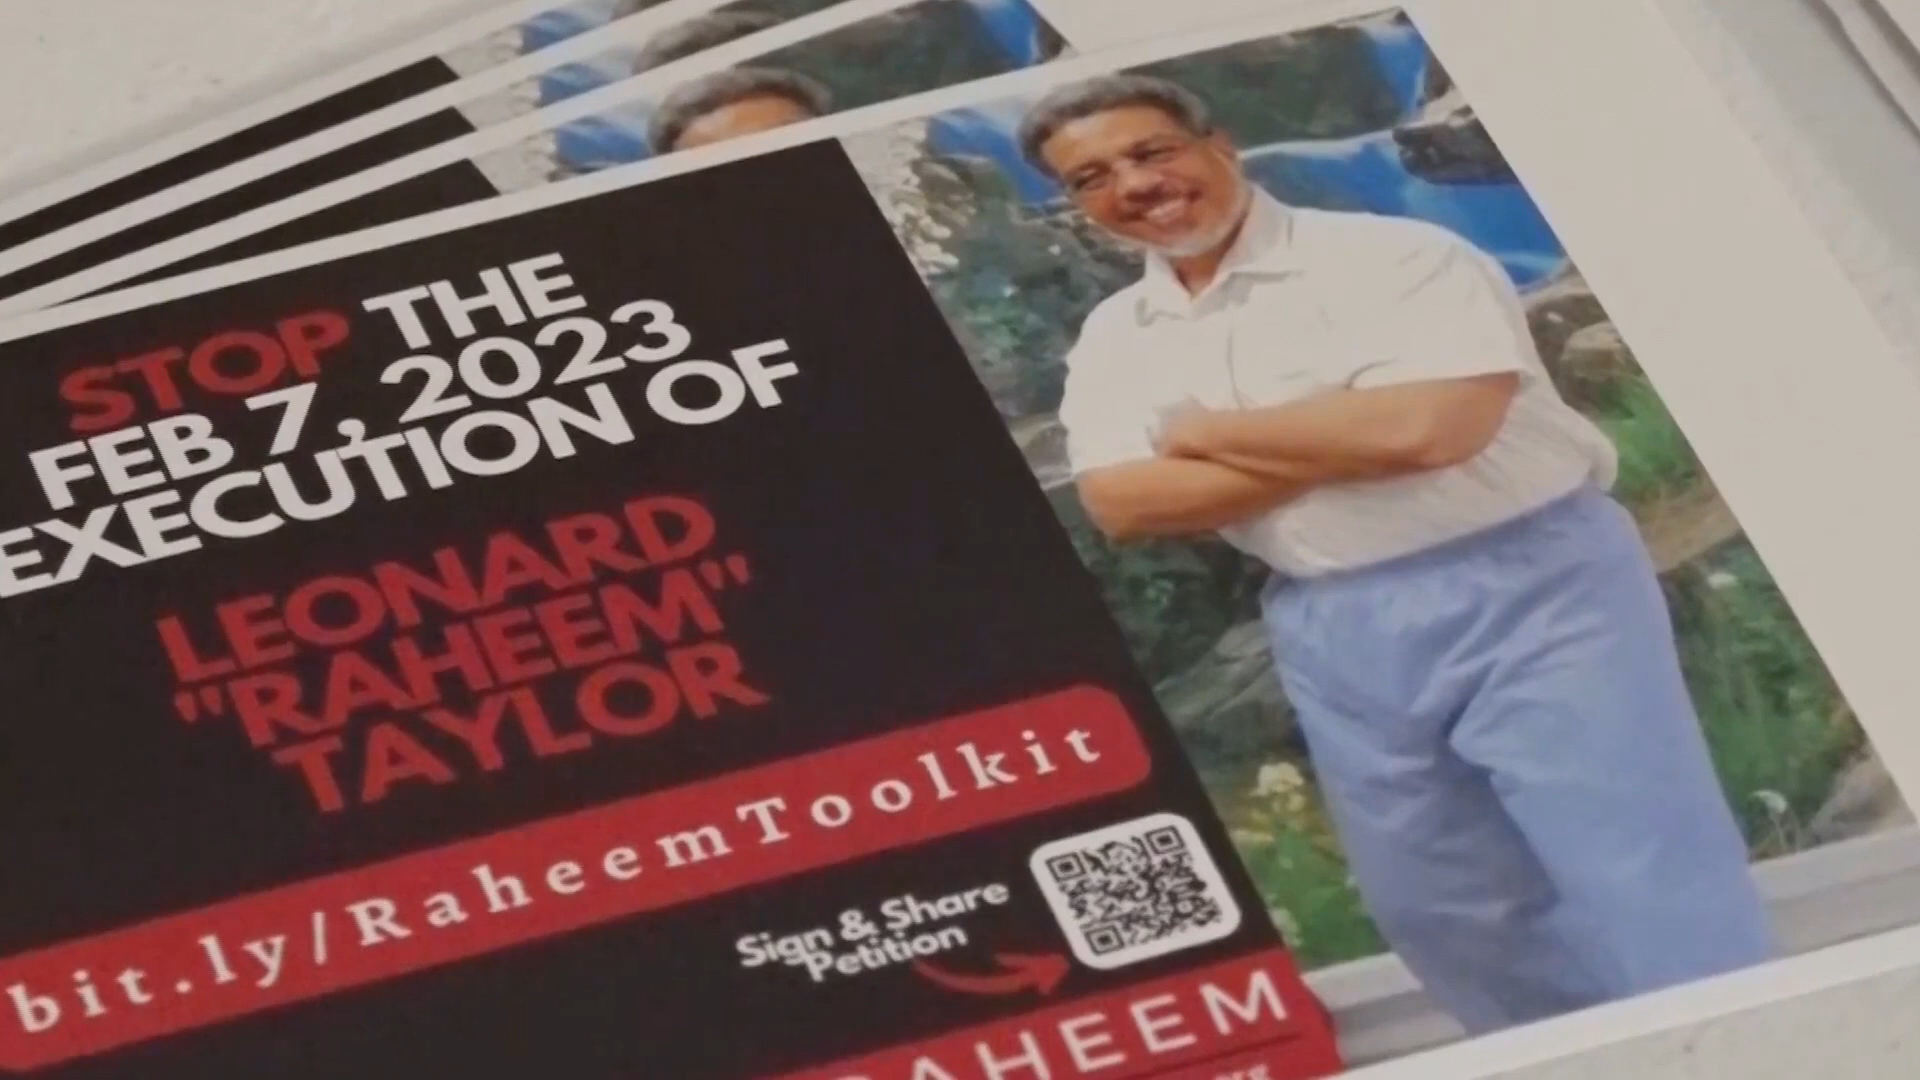 STOP THE
FEB 7, 2023
EXECUTION OF
LEONARD
"RAHEEM"
TAYLOR
bit.ly/RaheemToolkit
Sign & Share
Petition
RAHEEM